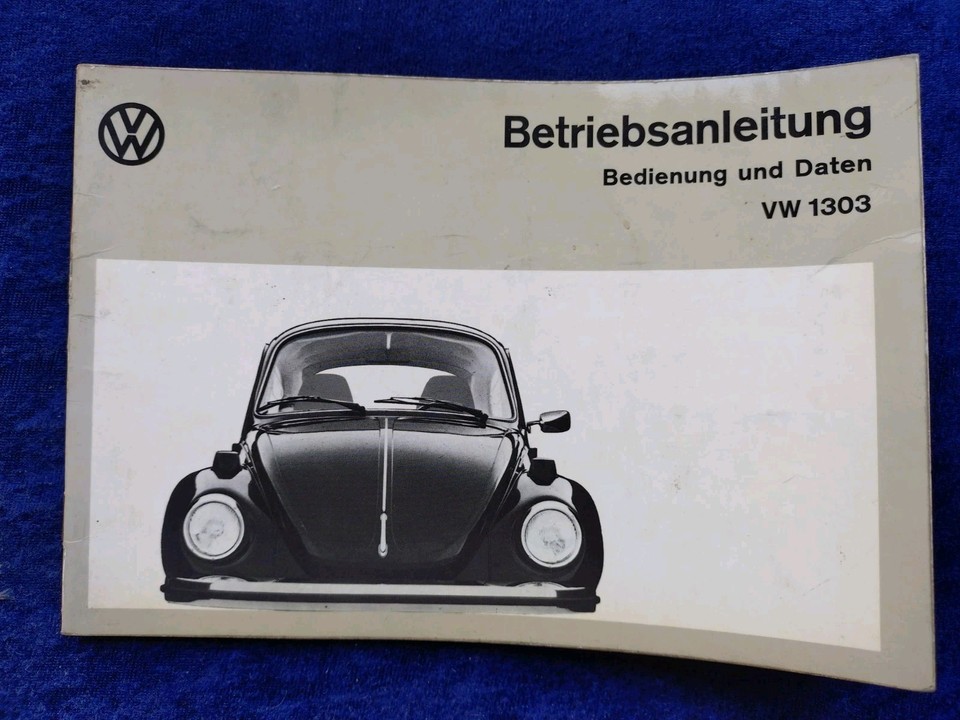 Betriebsanleitung
Bedienung und Daten
VW 1303